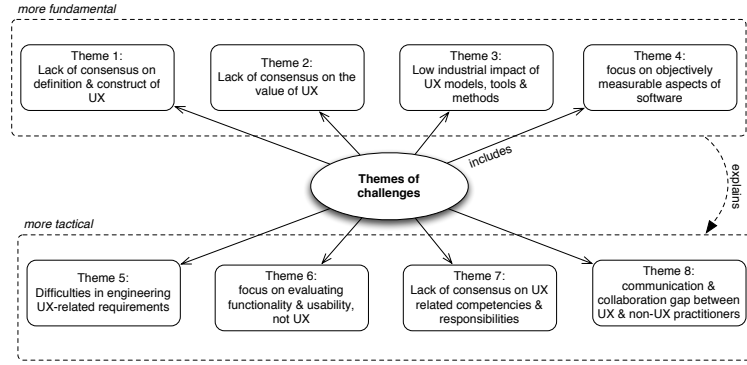 more fundamental
Theme 1:
Lack of consensus on
definition & construct of
UX
Theme 2:
Lack of consensus on the
value of UX
Theme 3:
Low industrial impact of
UX models, tools &
methods
Theme 4:
focus on objectively
measurable aspects of
software
includes
Themes of
challenges
explains
more tactical
Theme 5:
Difficulties in engineering
UX-related requirements
Theme 6:
focus on evaluating
functionality & usability,
not UX
Theme 7:
Lack of consensus on UX
related competencies &
responsibilities
Theme 8:
communication &
collaboration gap between
UX & non-UX practitioners